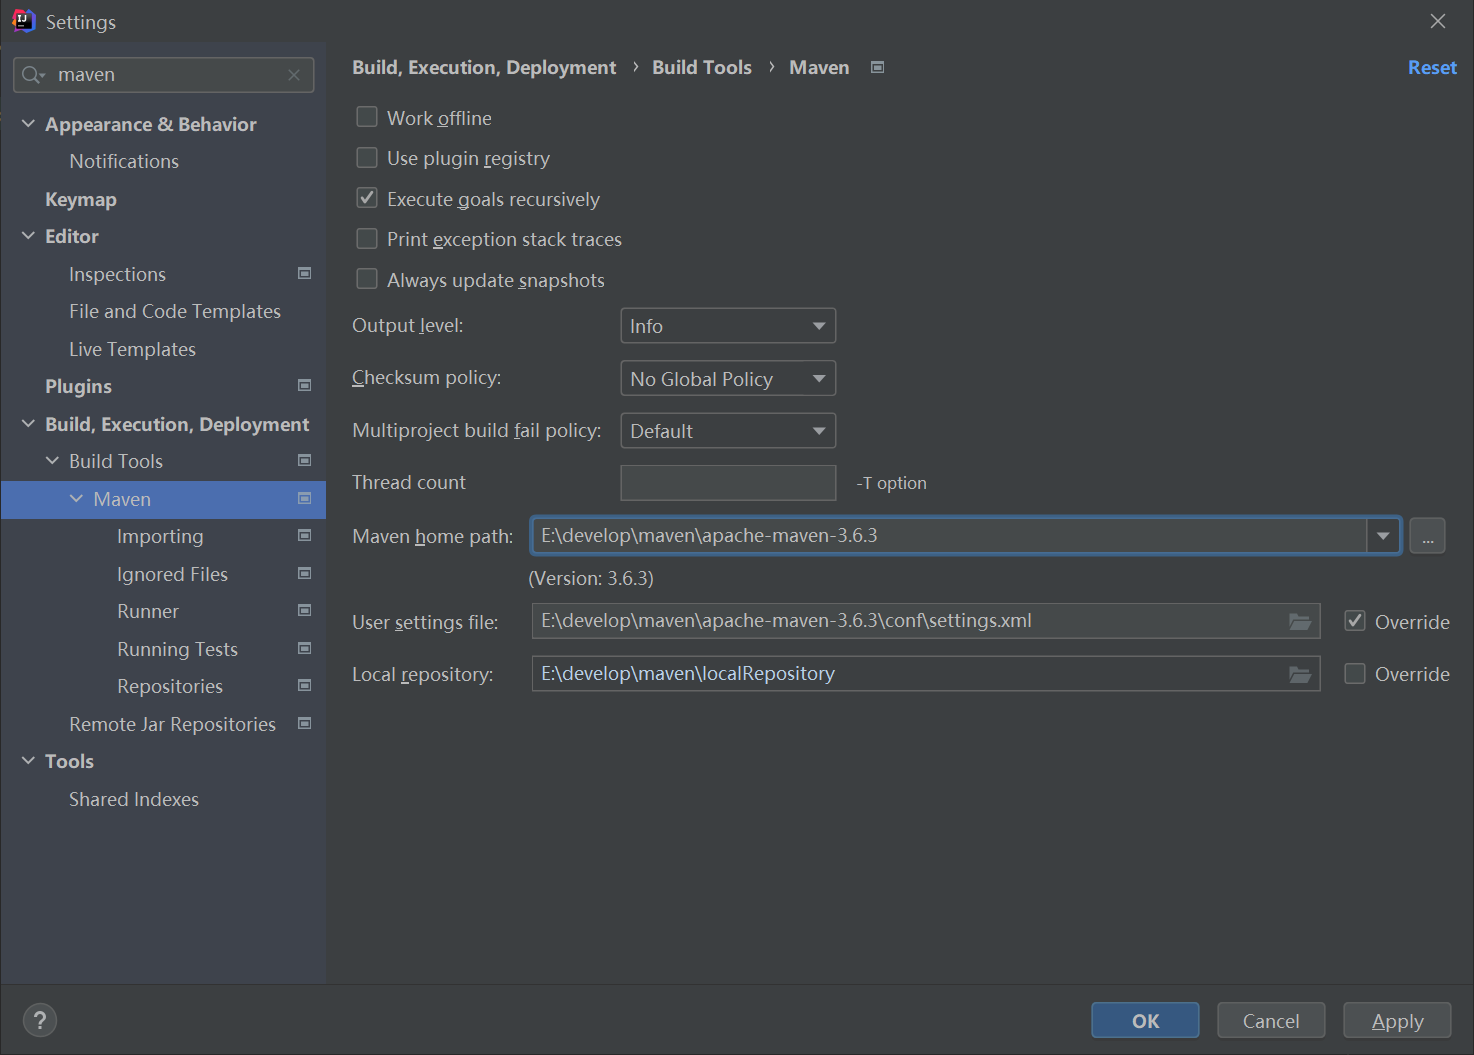 Settings
maven
Appearance & Behavior
Notifications
Keymap
Editor
Inspections
File and Code Templates
Live Templates
Plugins
Build, Execution, Deployment
Build Tools
Maven
Importing
Ignored Files
Runner
Running Tests
Repositories
Remote Jar Repositories
Tools
Shared Indexes
Build, Execution, Deployment › Build Tools › Maven
Reset
Work offline
Use plugin registry
Execute goals recursively
Print exception stack traces
Always update snapshots
Output level: Info
Checksum policy: No Global Policy
Multiproject build fail policy: Default
Thread count -T option
Maven home path: E:\develop\maven\apache-maven-3.6.3 ...
(Version: 3.6.3)
User settings file: E:\develop\maven\apache-maven-3.6.3\conf\settings.xml Override
Local repository: E:\develop\maven\localRepository Override
? OK Cancel Apply